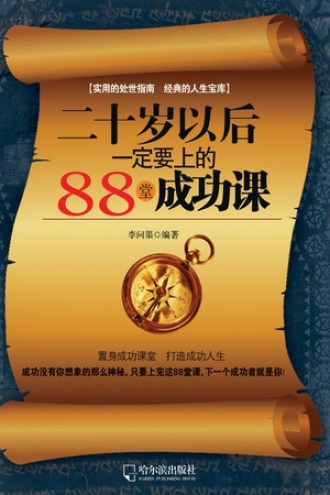 【实用的处世指南 经典的人生宝库】
二十岁以后
一定要上的
88堂成功课
李问渠◎编著
置身成功课堂 打造成功人生
成功没有你想象的那么神秘,只要上完这88堂课,下一个成功者就是你!
哈尔滨出版社
HARBIN PUBLISHING HOUSE